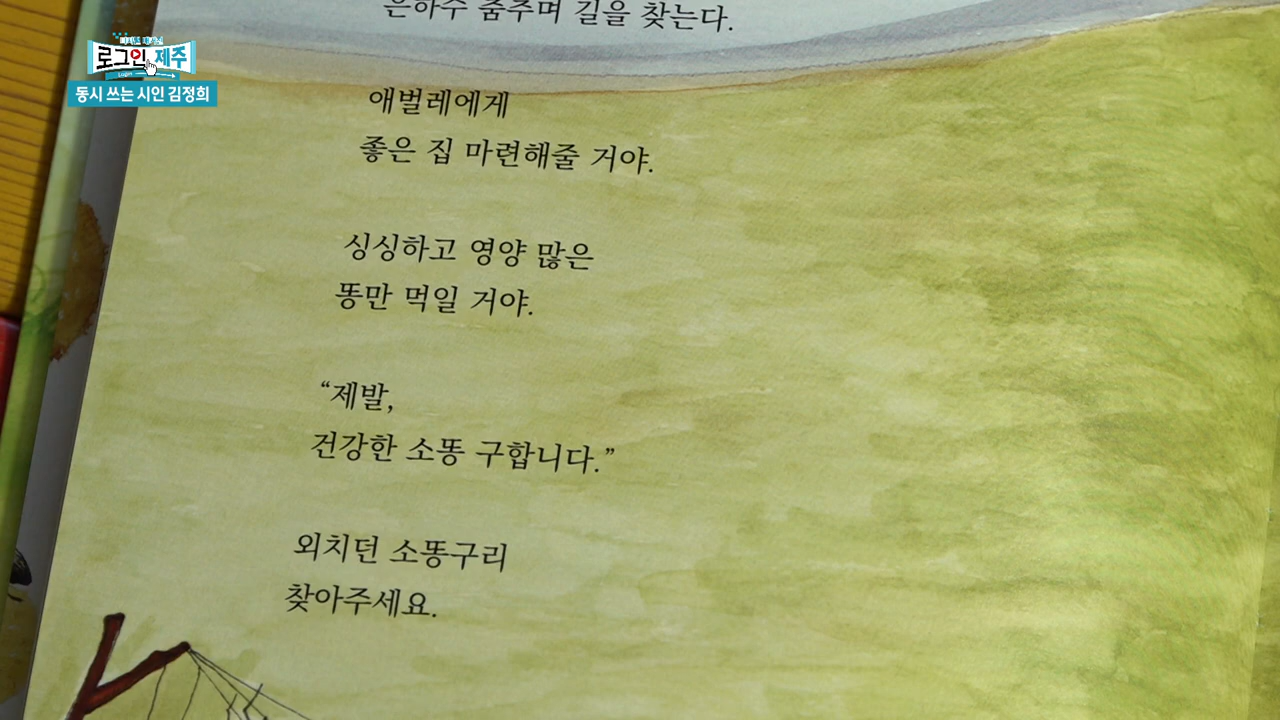 로그인 제주
Login
동시 쓰는 시인 김정희
은하수 춤추며 길을 찾는다.
애벌레에게
좋은 집 마련해줄 거야.
싱싱하고 영양 많은
똥만 먹일 거야.
“제발,
건강한 소똥 구합니다.”
외치던 소똥구리
찾아주세요.